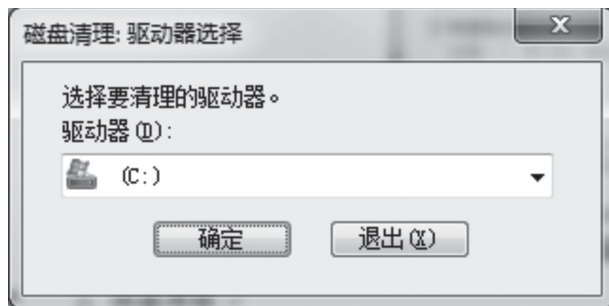 磁盘清理: 驱动器选择
选择要清理的驱动器。
驱动器(D):
(C:)
确定
退出(X)